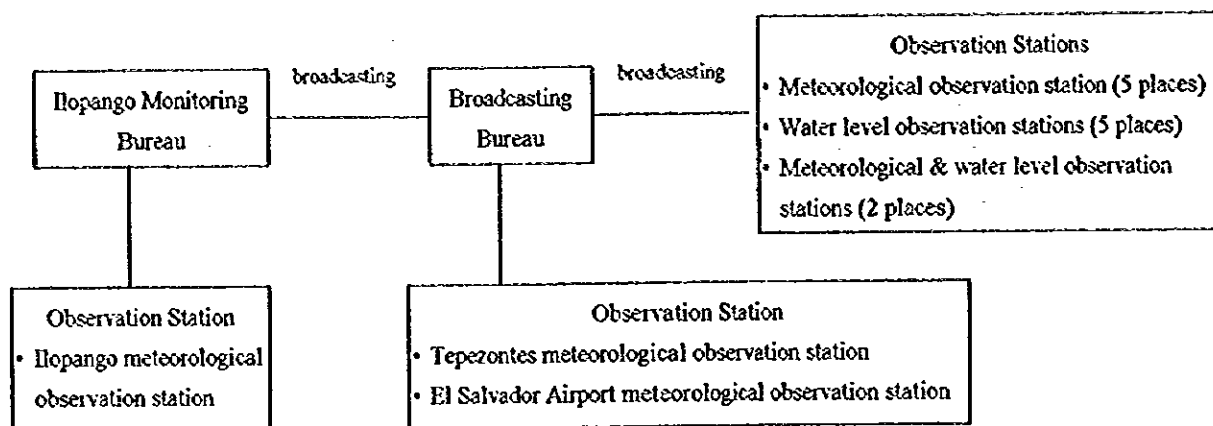 Ilopango Monitoring
Bureau
broadcasting
Broadcasting
Bureau
broadcasting
Observation Stations
• Meteorological observation station (5 places)
• Water level observation stations (5 places)
• Meteorological & water level observation
stations (2 places)
Observation Station
• Ilopango meteorological
observation station
Observation Station
• Tepezontes meteorological observation station
• El Salvador Airport meteorological observation station